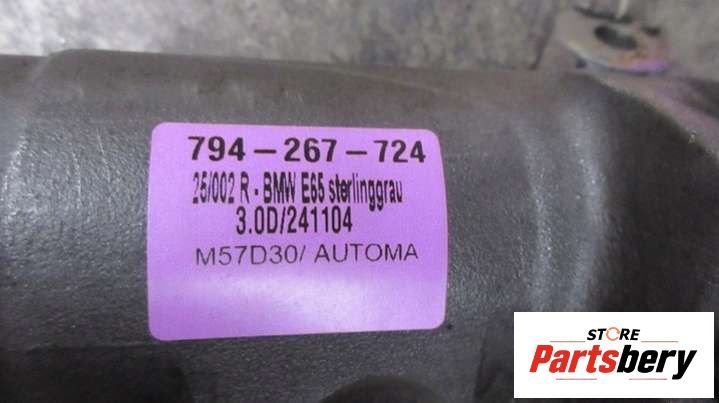 794-267-724
25/002 R - BMW E65 sterlinggrau
3.0D/241104
M57D30/ AUTOMA
STORE
Partsbery